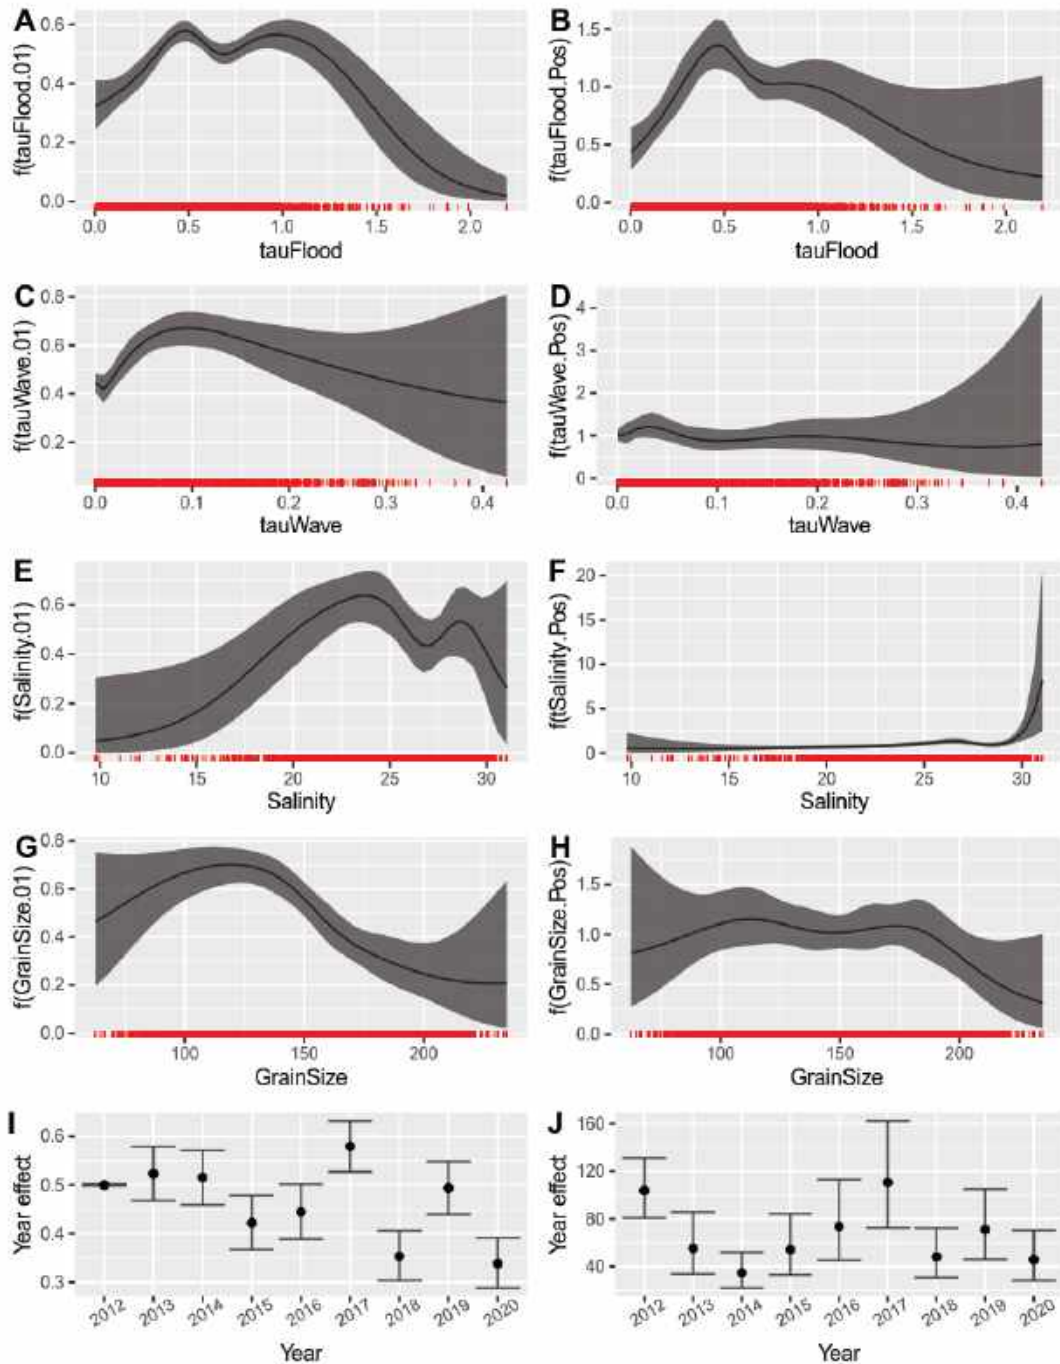 A
f(tauFlood.01)
0.6
0.4
0.2
0.0
0.0 0.5 1.0 1.5 2.0
tauFlood
B
f(tauFlood.Pos)
1.5
1.0
0.5
0.0
0.0 0.5 1.0 1.5 2.0
tauFlood
C
f(tauWave.01)
0.8
0.6
0.4
0.2
0.0 0.1 0.2 0.3 0.4
tauWave
D
f(tauWave.Pos)
4
3
2
1
0
0.0 0.1 0.2 0.3 0.4
tauWave
E
f(Salinity.01)
0.6
0.4
0.2
0.0
10 15 20 25 30
Salinity
F
f(tSalinity.Pos)
20
15
10
5
0
10 15 20 25 30
Salinity
G
f(GrainSize.01)
0.8
0.6
0.4
0.2
0.0
100 150 200
GrainSize
H
f(GrainSize.Pos)
1.5
1.0
0.5
0.0
100 150 200
GrainSize
I
Year effect
0.6
0.5
0.4
0.3
2012 2013 2014 2015 2016 2017 2018 2019 2020
Year
J
Year effect
160
120
80
40
2012 2013 2014 2015 2016 2017 2018 2019 2020
Year